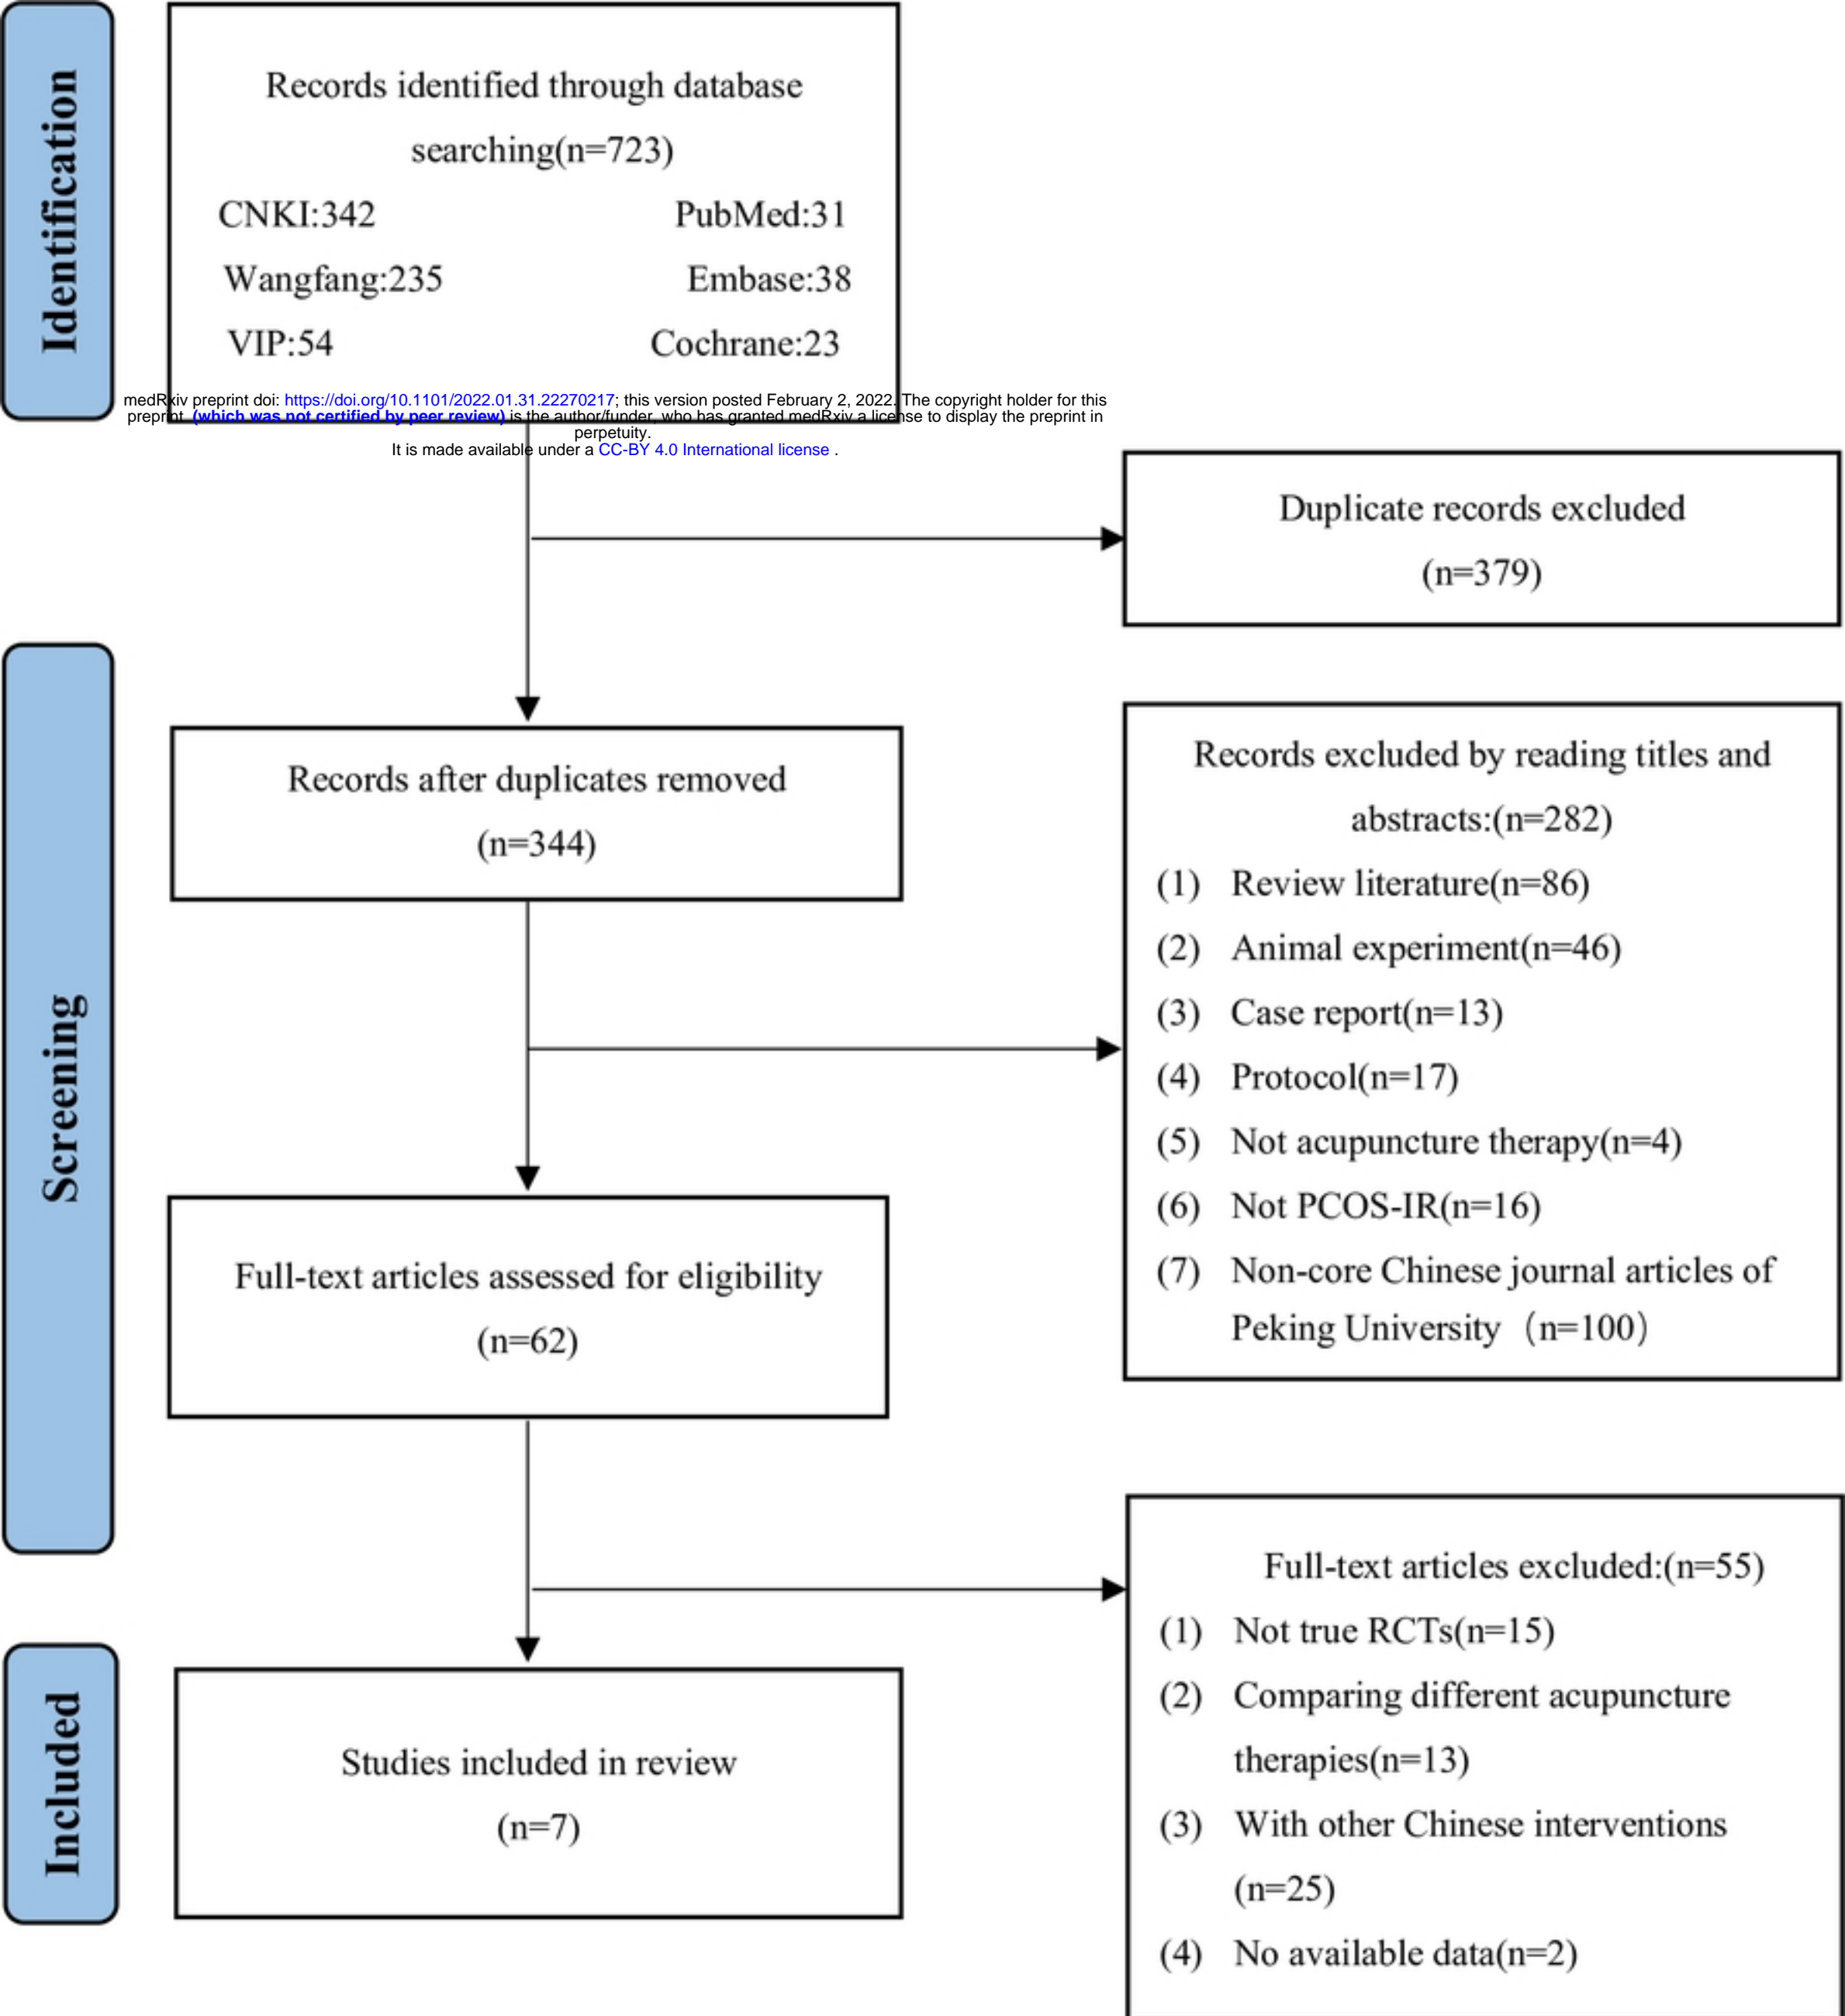 Identification
Records identified through database
searching(n=723)
CNKI:342 PubMed:31
Wangfang:235 Embase:38
VIP:54 Cochrane:23
medRxiv preprint doi: https://doi.org/10.1101/2022.01.31.22270217; this version posted February 2, 2022. The copyright holder for this
preprint (which was not certified by peer review) is the author/funder, who has granted medRxiv a license to display the preprint in
perpetuity.
It is made available under a CC-BY 4.0 International license .
Duplicate records excluded
(n=379)
Screening
Records after duplicates removed
(n=344)
Records excluded by reading titles and
abstracts:(n=282)
(1) Review literature(n=86)
(2) Animal experiment(n=46)
(3) Case report(n=13)
(4) Protocol(n=17)
(5) Not acupuncture therapy(n=4)
(6) Not PCOS-IR(n=16)
(7) Non-core Chinese journal articles of
Peking University（n=100）
Full-text articles assessed for eligibility
(n=62)
Full-text articles excluded:(n=55)
(1) Not true RCTs(n=15)
(2) Comparing different acupuncture
therapies(n=13)
(3) With other Chinese interventions
(n=25)
(4) No available data(n=2)
Included
Studies included in review
(n=7)